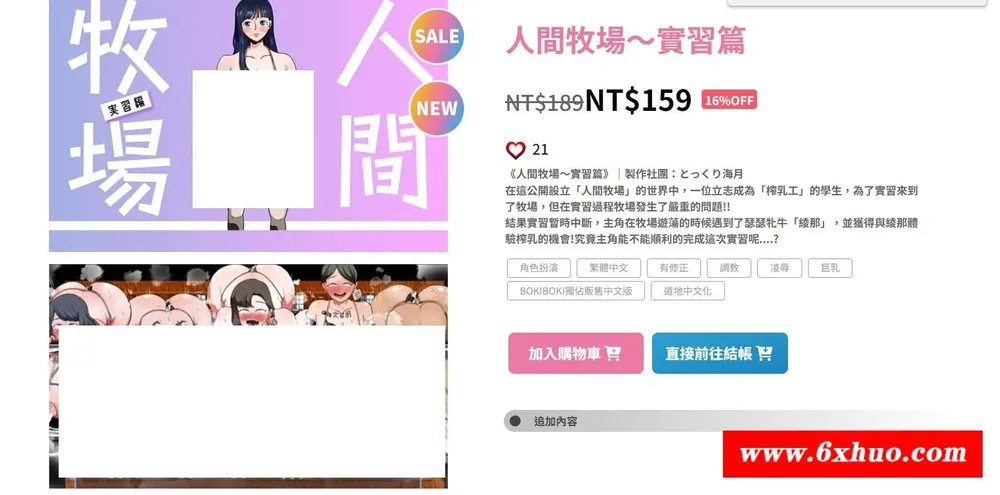 人間
牧場
実習編
SALE
NEW
人間牧場～實習篇
NT$189NT$159 16%OFF
21
《人間牧場～實習篇》｜製作社團：とっくり海月
在這公開設立「人間牧場」的世界中，一位立志成為「榨乳工」的學生，為了實習來到
了牧場，但在實習過程牧場發生了嚴重的問題!!
結果實習暫時中斷，主角在牧場遊蕩的時候遇到了瑟瑟牝牛「綾那」，並獲得與綾那體
驗榨乳的機會!究竟主角能不能順利的完成這次實習呢....?
角色扮演 繁體中文 有修正 調教 凌辱 巨乳
BOKIBOKI獨佔販售中文版 道地中文化
加入購物車 直接前往結帳
追加內容
www.6xhuo.com